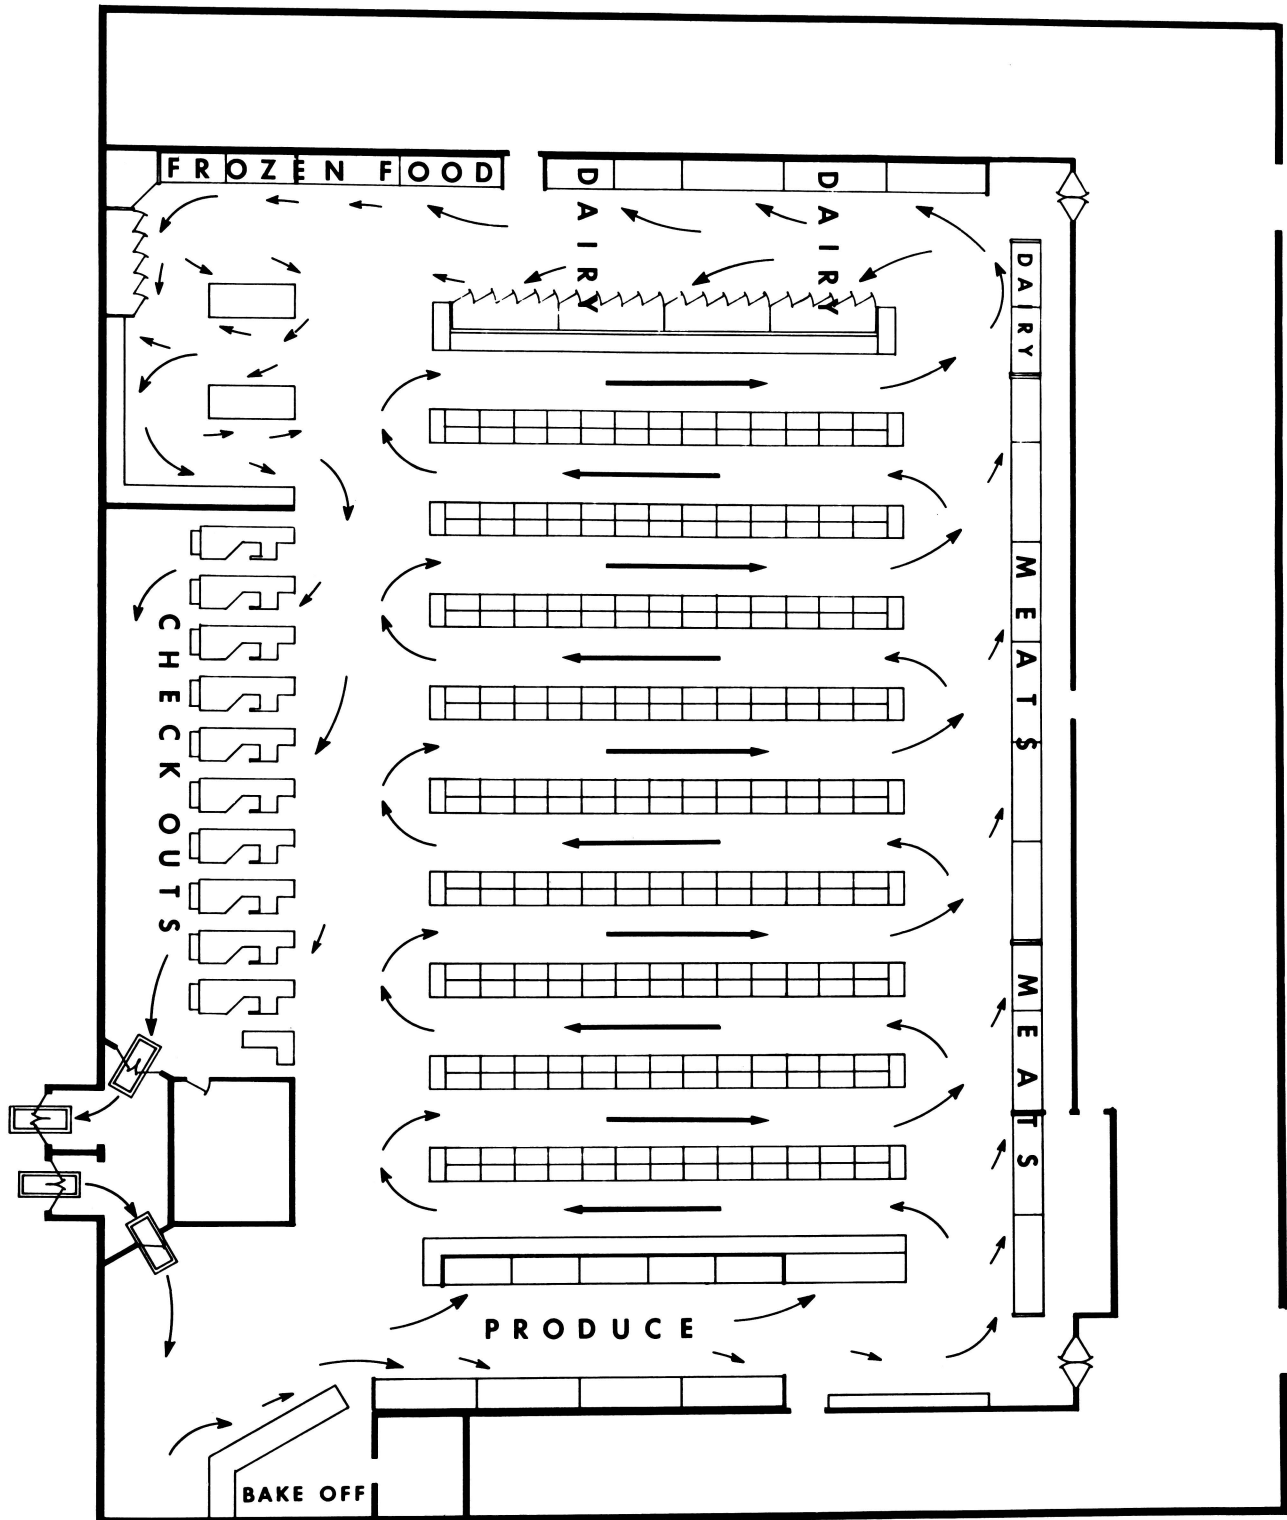 FROZEN FOOD
DAIRY
DAIRY
DAIRY
MEATS
CHECK OUTS
MEATS
PRODUCE
BAKE OFF